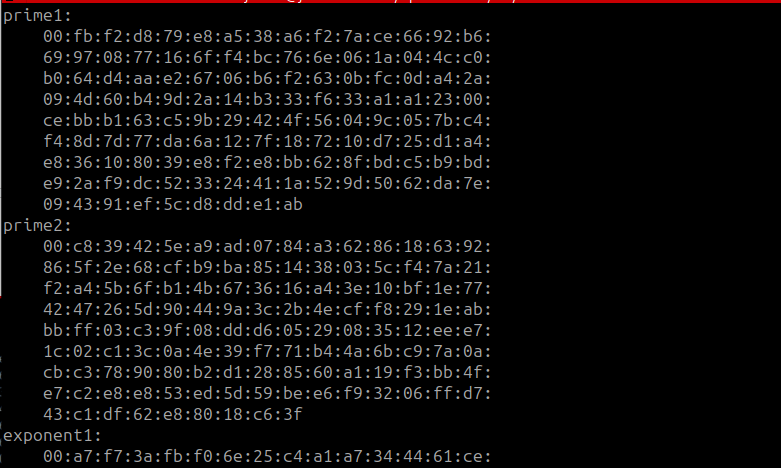 prime1:
00:fb:f2:d8:79:e8:a5:38:a6:f2:7a:ce:66:92:b6:
69:97:08:77:16:6f:f4:bc:76:6e:06:1a:04:4c:c0:
b0:64:d4:aa:e2:67:06:b6:f2:63:0b:fc:0d:a4:2a:
09:4d:60:b4:9d:2a:14:b3:33:f6:33:a1:a1:23:00:
ce:bb:b1:63:c5:9b:29:42:4f:56:04:9c:05:7b:c4:
f4:8d:7d:77:da:6a:12:7f:18:72:10:d7:25:d1:a4:
e8:36:10:80:39:e8:f2:e8:bb:62:8f:bd:c5:b9:bd:
e9:2a:f9:dc:52:33:24:41:1a:52:9d:50:62:da:7e:
09:43:91:ef:5c:d8:dd:e1:ab
prime2:
00:c8:39:42:5e:a9:ad:07:84:a3:62:86:18:63:92:
86:5f:2e:68:cf:b9:ba:85:14:38:03:5c:f4:7a:21:
f2:a4:5b:6f:b1:4b:67:36:16:a4:3e:10:bf:1e:77:
42:47:26:5d:90:44:9a:3c:2b:4e:cf:f8:29:1e:ab:
bb:ff:03:c3:9f:08:dd:d6:05:29:08:35:12:ee:e7:
1c:02:c1:3c:0a:4e:39:f7:71:b4:4a:6b:c9:7a:0a:
cb:c3:78:90:80:b2:d1:28:85:60:a1:19:f3:bb:4f:
e7:c2:e8:e8:53:ed:5d:59:be:e6:f9:32:06:ff:d7:
43:c1:df:62:e8:80:18:c6:3f
exponent1:
00:a7:f7:3a:fb:f0:6e:25:c4:a1:a7:34:44:61:ce: